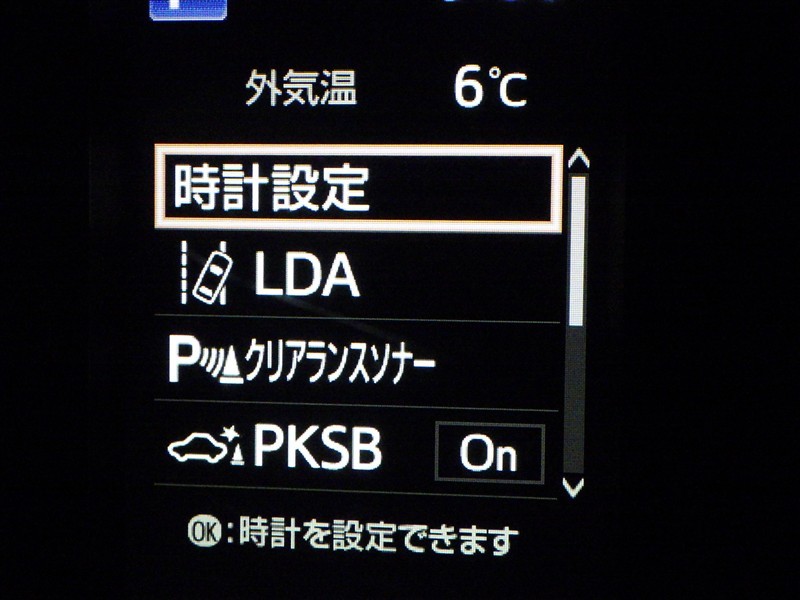 外気温 6℃
時計設定
LDA
Pクリアランスソナー
PKSB On
OK:時計を設定できます